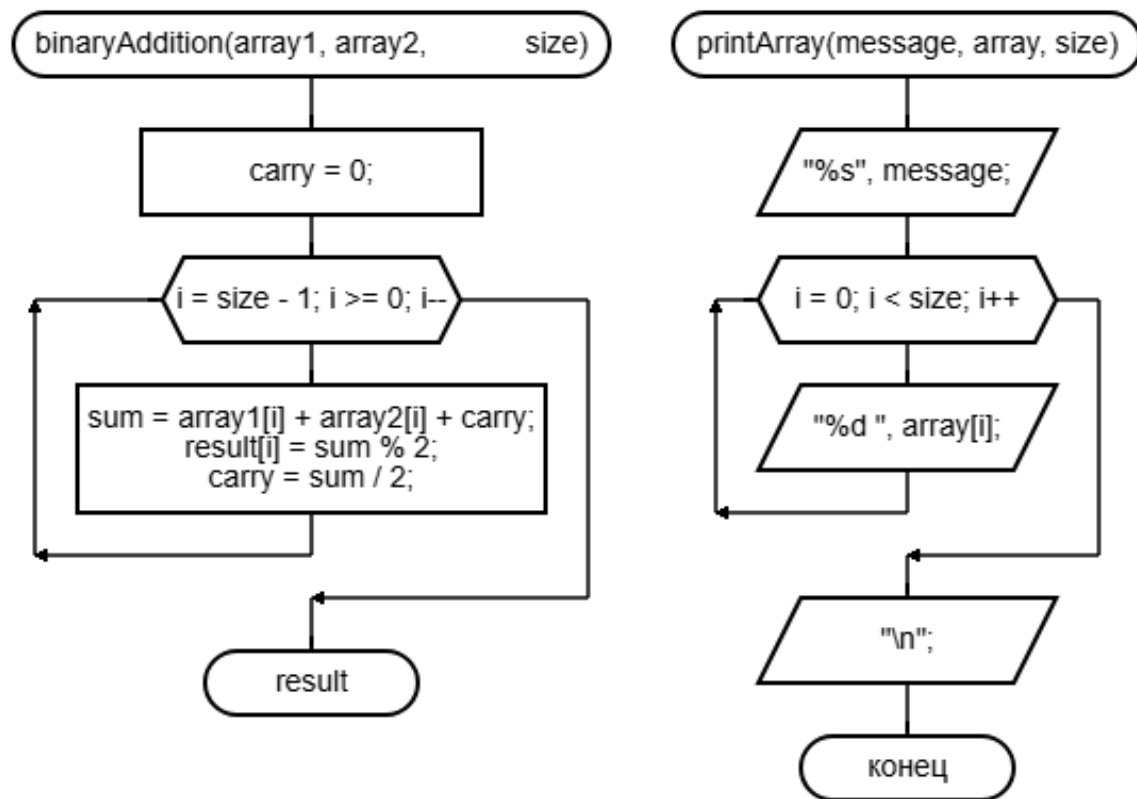 binaryAddition(array1, array2, size)
carry = 0;
i = size - 1; i >= 0; i--
sum = array1[i] + array2[i] + carry;
result[i] = sum % 2;
carry = sum / 2;
result
printArray(message, array, size)
"%s", message;
i = 0; i < size; i++
"%d ", array[i];
"\n";
конец